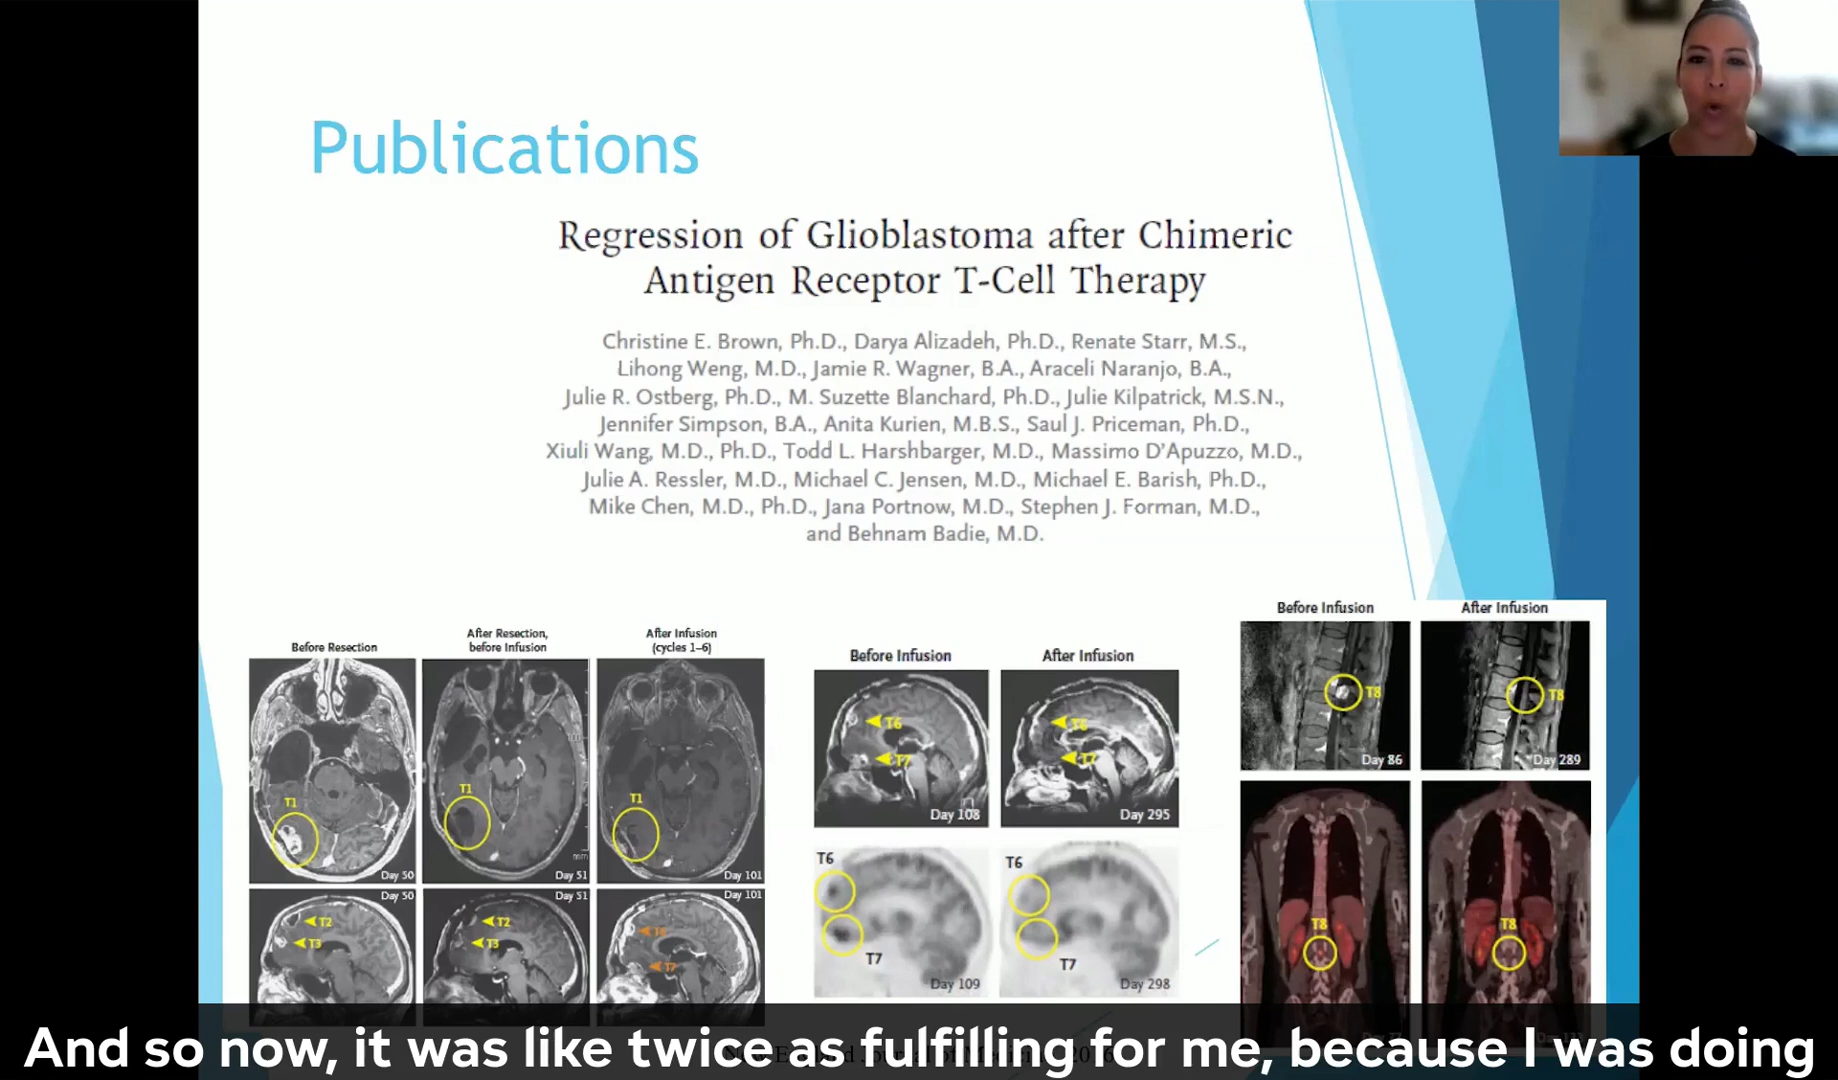 Publications
Regression of Glioblastoma after Chimeric
Antigen Receptor T-Cell Therapy
Christine E. Brown, Ph.D., Darya Alizadeh, Ph.D., Renate Starr, M.S.,
Lihong Weng, M.D., Jamie R. Wagner, B.A., Araceli Naranjo, B.A.,
Julie R. Ostberg, Ph.D., M. Suzette Blanchard, Ph.D., Julie Kilpatrick, M.S.N.,
Jennifer Simpson, B.A., Anita Kurien, M.B.S., Saul J. Priceman, Ph.D.,
Xiuli Wang, M.D., Ph.D., Todd L. Harshbarger, M.D., Massimo D'Apuzzo, M.D.,
Julie A. Ressler, M.D., Michael C. Jensen, M.D., Michael E. Barish, Ph.D.,
Mike Chen, M.D., Ph.D., Jana Portnow, M.D., Stephen J. Forman, M.D.,
and Behnam Badie, M.D.
Before Resection
After Resection,
before Infusion
After Infusion
(cycles 1–6)
T1
Day 50
T1
Day 51
T1
Day 101
Day 50
T2
T3
Day 51
T2
T3
Day 101
T6
T7
Before Infusion
After Infusion
T6
T7
Day 108
T6
T7
Day 295
T6
T7
Day 109
T6
T7
Day 298
Before Infusion
After Infusion
T8
Day 86
T8
Day 289
T8
T8
And so now, it was like twice as fulfilling for me, because I was doing